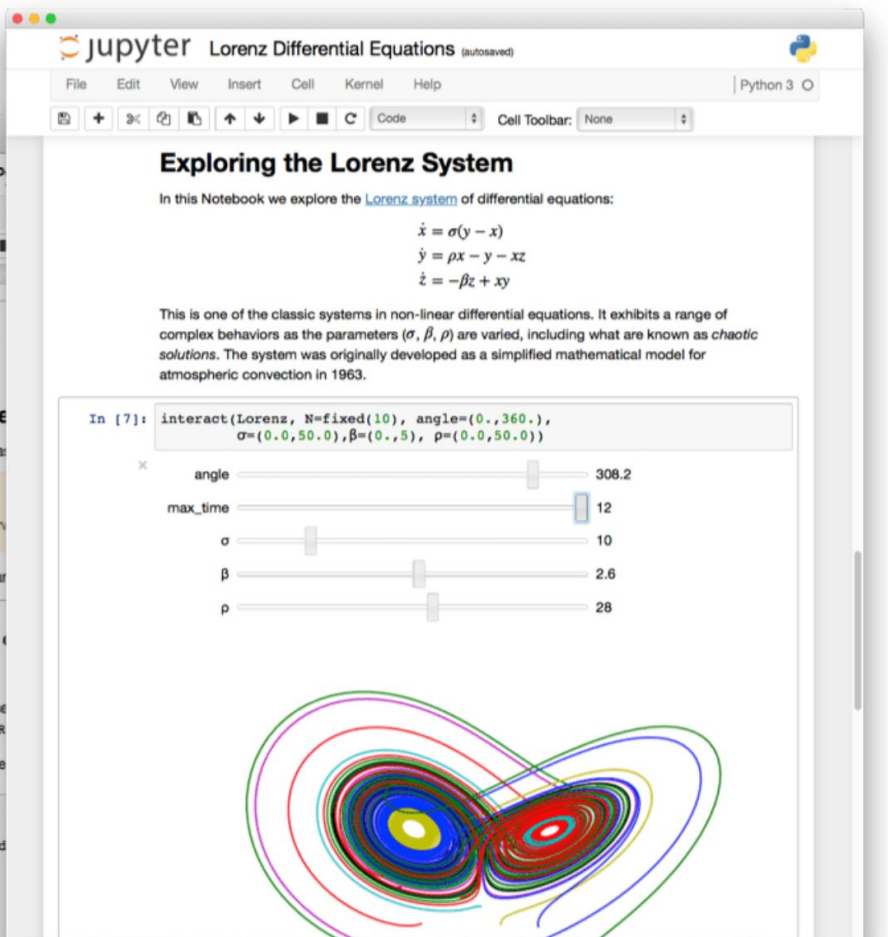 jupyter Lorenz Differential Equations (autosaved)
File Edit View Insert Cell Kernel Help Python 3
Code Cell Toolbar: None
Exploring the Lorenz System
In this Notebook we explore the Lorenz system of differential equations:
ẋ = σ(y − x)
ẏ = ρx − y − xz
ż = −βz + xy
This is one of the classic systems in non-linear differential equations. It exhibits a range of
complex behaviors as the parameters (σ, β, ρ) are varied, including what are known as chaotic
solutions. The system was originally developed as a simplified mathematical model for
atmospheric convection in 1963.
In [7]: interact(Lorenz, N=fixed(10), angle=(0.,360.),
σ=(0.0,50.0),β=(0.,5), ρ=(0.0,50.0))
angle 308.2
max_time 12
σ 10
β 2.6
ρ 28